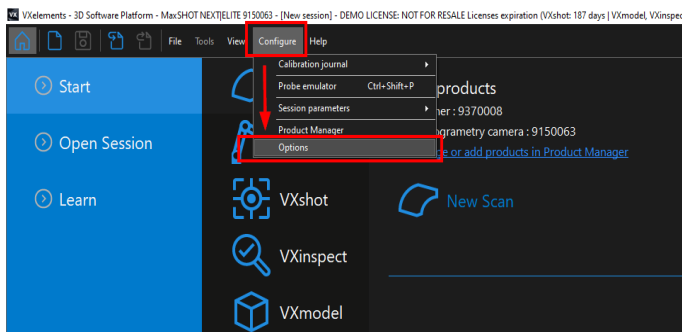 VX VXelements - 3D Software Platform - MaxSHOT NEXT|ELITE 9150063 - [New session] - DEMO LICENSE: NOT FOR RESALE Licenses expiration (VXshot: 187 days | VXmodel, VXinspec
File Tools View Configure Help
Calibration journal
Probe emulator Ctrl+Shift+P
Session parameters
Product Manager
Options
Start
Open Session
Learn
VXshot
VXinspect
VXmodel
products
ner : 9370008
ogrametry camera : 9150063
e or add products in Product Manager
New Scan